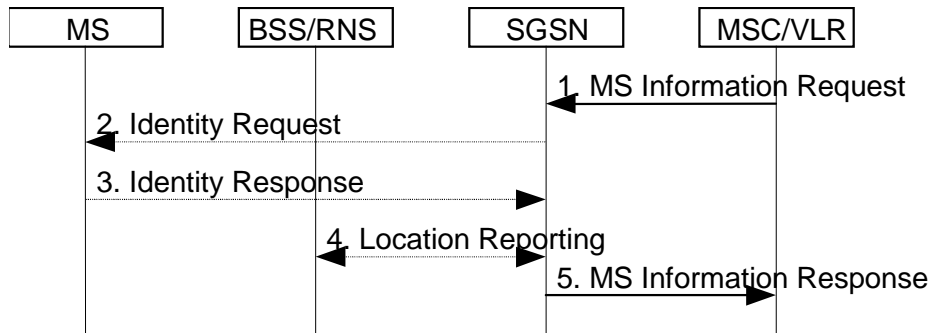 MS BSS/RNS SGSN MSC/VLR
1. MS Information Request
2. Identity Request
3. Identity Response
4. Location Reporting
5. MS Information Response